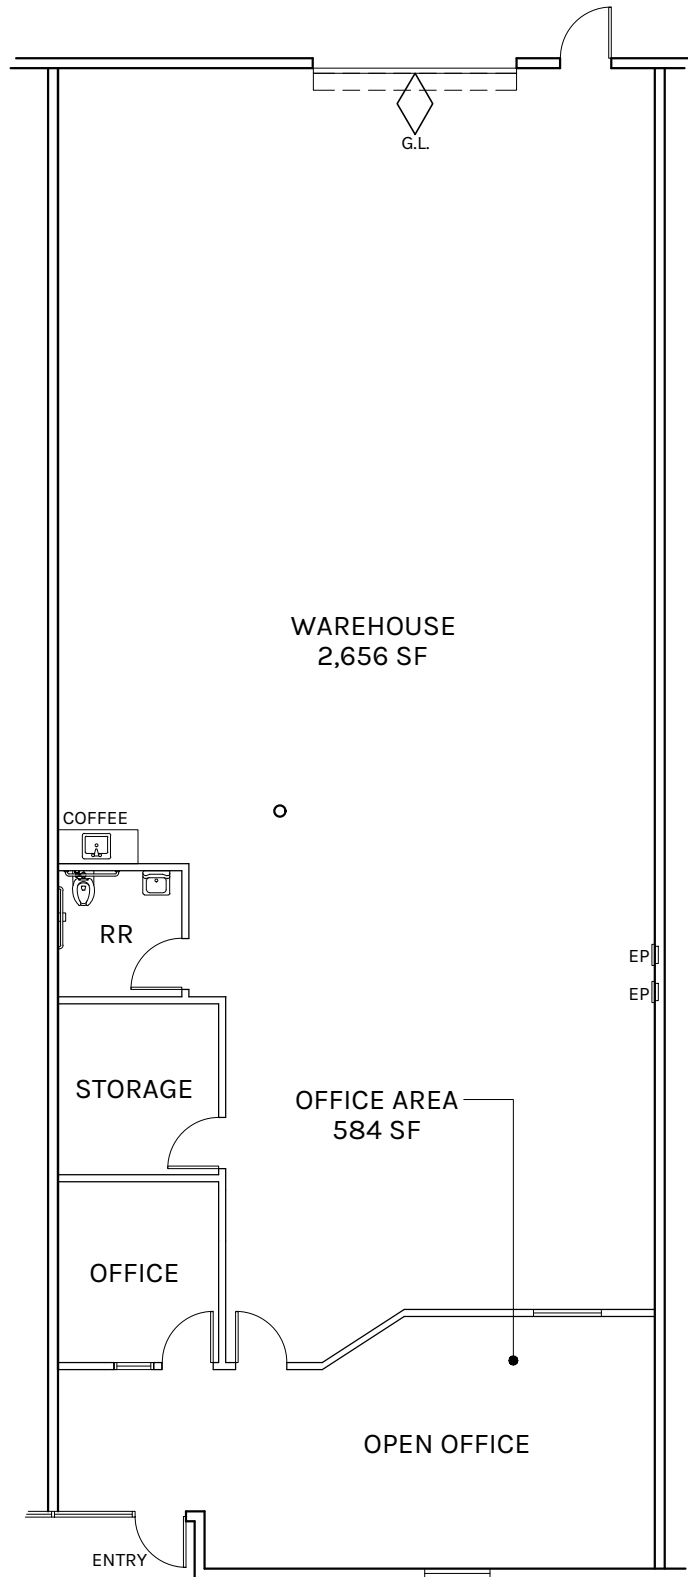 G.L.
WAREHOUSE
2,656 SF
COFFEE
RR
EP
EP
STORAGE
OFFICE AREA
584 SF
OFFICE
OPEN OFFICE
ENTRY